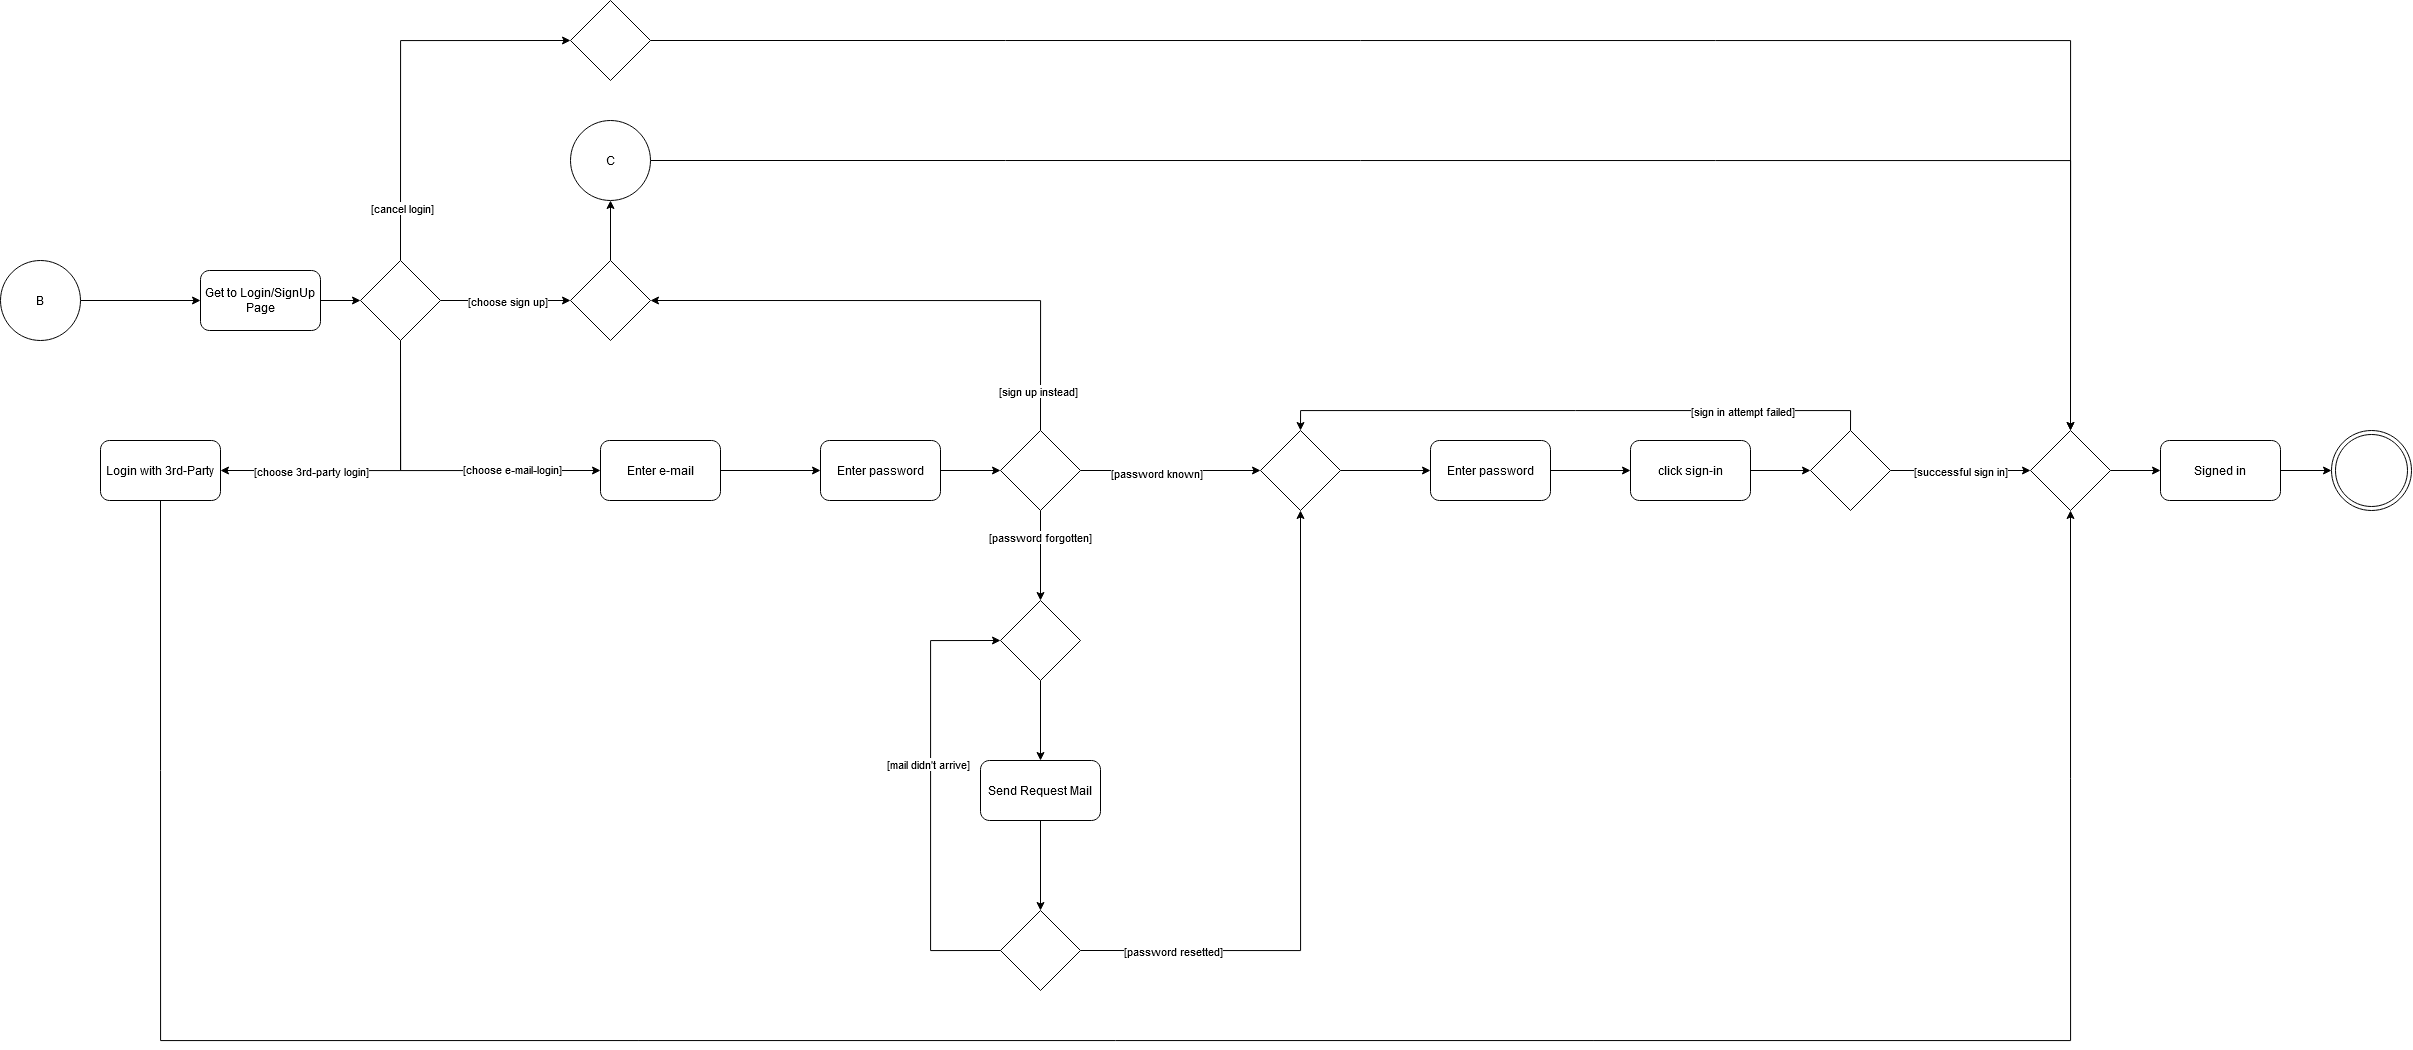 C
[cancel login]
B
Get to Login/SignUp
Page
[choose sign up]
[sign up instead]
[sign in attempt failed]
Login with 3rd-Party
[choose 3rd-party login]
[choose e-mail-login]
Enter e-mail
Enter password
[password known]
Enter password
click sign-in
[successful sign in]
Signed in
[password forgotten]
[mail didn't arrive]
Send Request Mail
[password resetted]